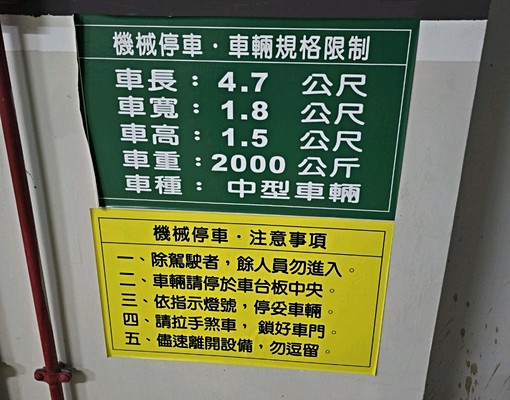 機械停車・車輛規格限制
車長：4.7 公尺
車寬：1.8 公尺
車高：1.5 公尺
車重：2000 公斤
車種：中型車輛
機械停車・注意事項
一、除駕駛者，餘人員勿進入。
二、車輛請停於車台板中央。
三、依指示燈號，停妥車輛。
四、請拉手煞車，鎖好車門。
五、儘速離開設備，勿逗留。